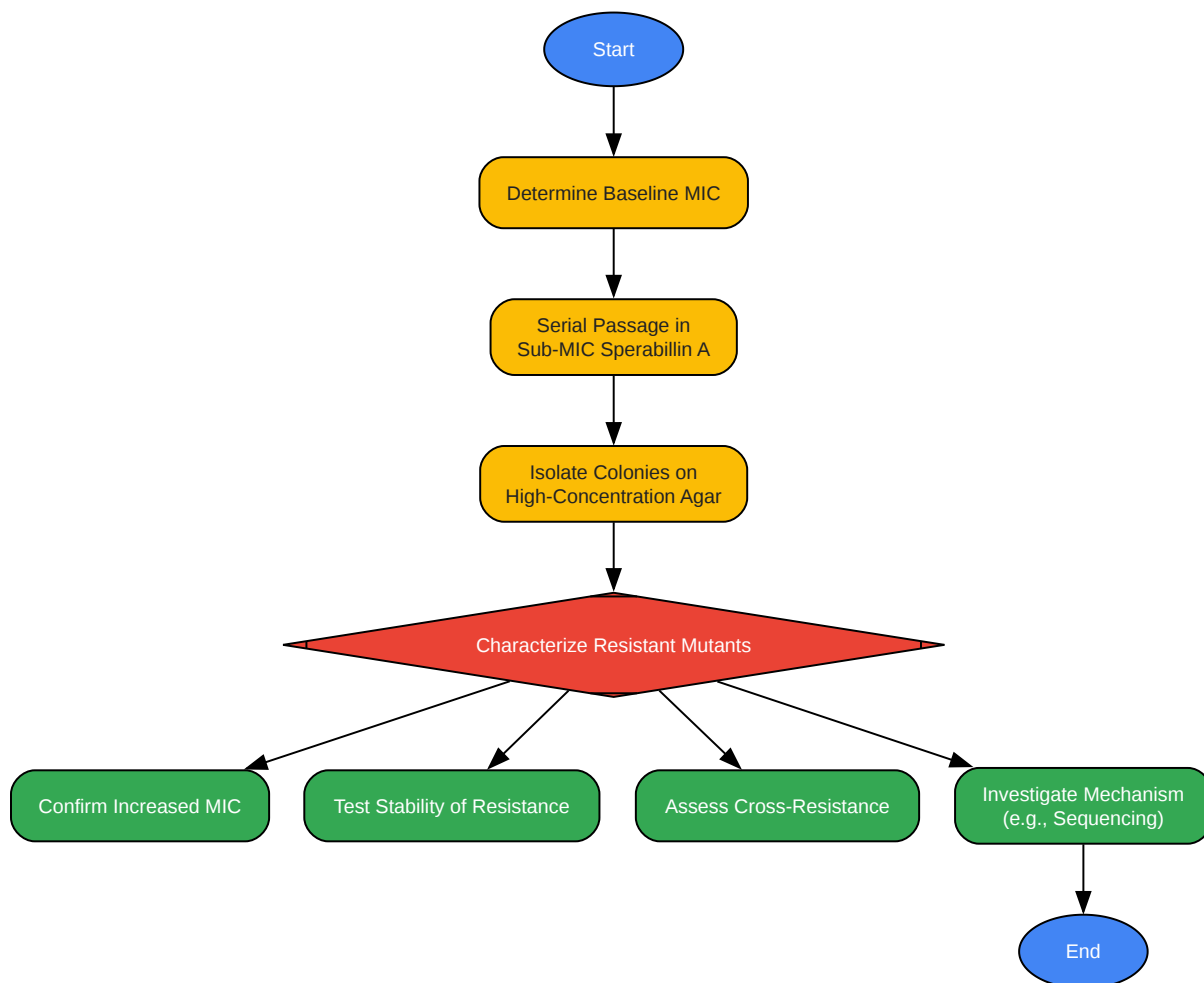 Start
Determine Baseline MIC
Serial Passage in
Sub-MIC Sperabillin A
Isolate Colonies on
High-Concentration Agar
Characterize Resistant Mutants
Confirm Increased MIC
Test Stability of Resistance
Assess Cross-Resistance
Investigate Mechanism
(e.g., Sequencing)
End